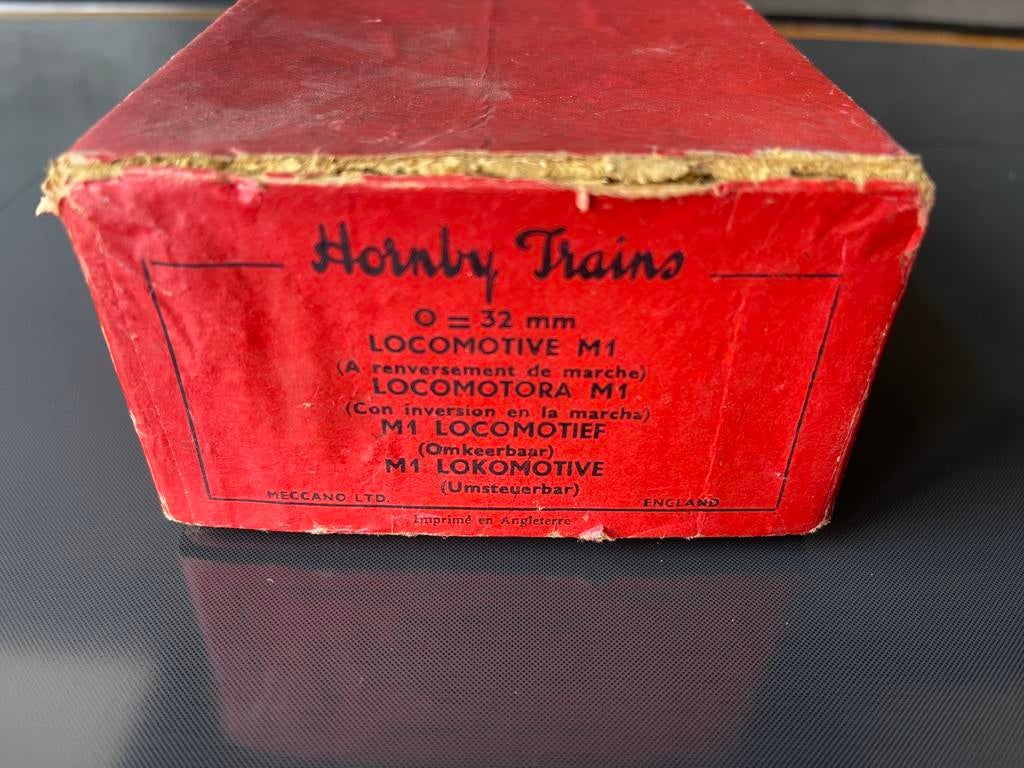 Hornby Trains
O = 32 mm
LOCOMOTIVE M1
(A renversement de marche)
LOCOMOTORA M1
(Con inversion en la marcha)
M1 LOCOMOTIEF
(Omkeerbaar)
M1 LOKOMOTIVE
(Umsteuerbar)
MECCANO LTD. ENGLAND
Imprimé en Angleterre